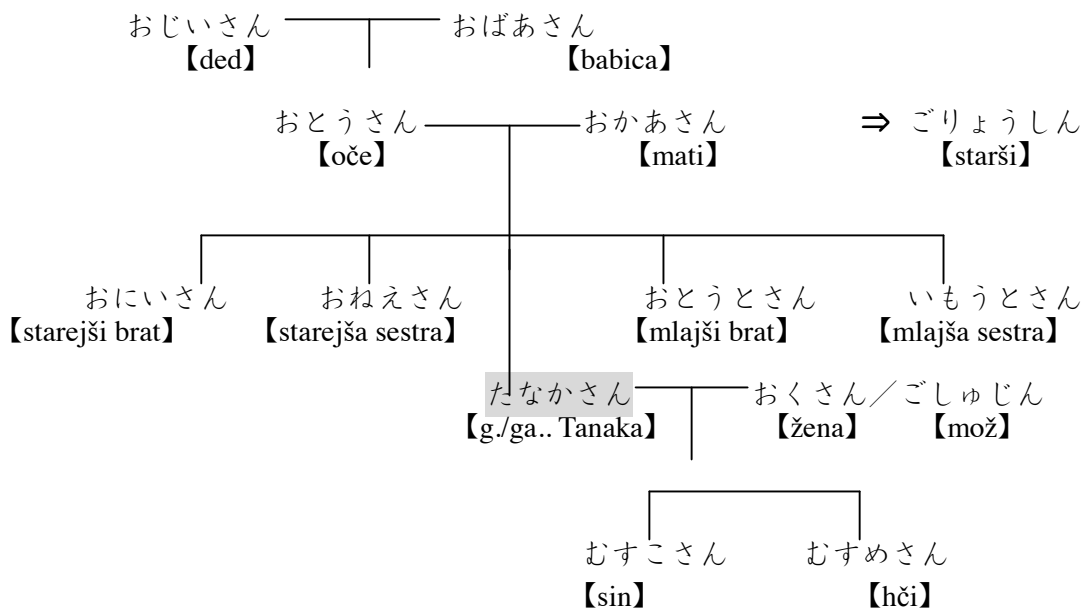 おじいさん おばあさん
【ded】 【babica】
おとうさん おかあさん ⇒ ごりょうしん
【oče】 【mati】 【starši】
おにいさん おねえさん おとうとさん いもうとさん
【starejši brat】 【starejša sestra】 【mlajši brat】 【mlajša sestra】
たなかさん おくさん／ごしゅじん
【g./ga.. Tanaka】 【žena】 【mož】
むすこさん むすめさん
【sin】 【hči】